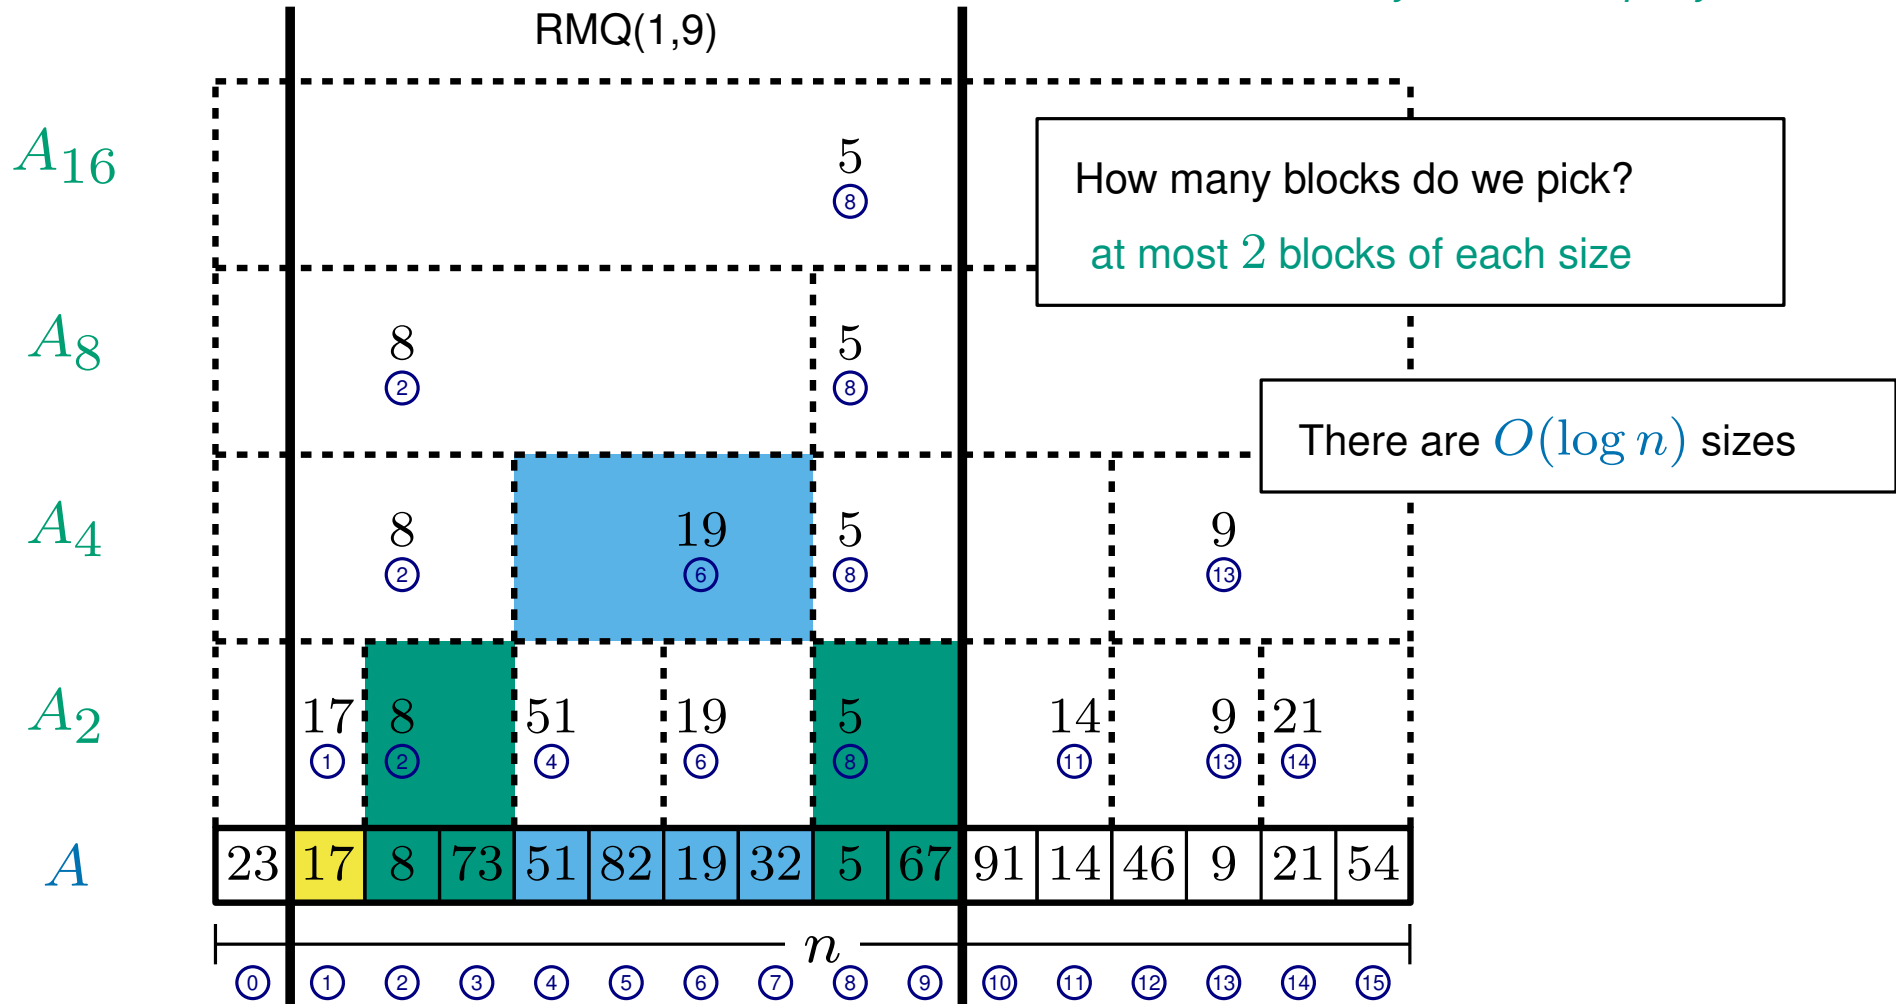 RMQ(1,9)
A16 5
8
How many blocks do we pick?
at most 2 blocks of each size
A8 8 5
2 8
There are O(log n) sizes
A4 8 19 5 9
2 6 8 13
A2 17 8 51 19 5 14 9 21
1 2 4 6 8 11 13 14
A 23 17 8 73 51 82 19 32 5 67 91 14 46 9 21 54
n
0 1 2 3 4 5 6 7 8 9 10 11 12 13 14 15